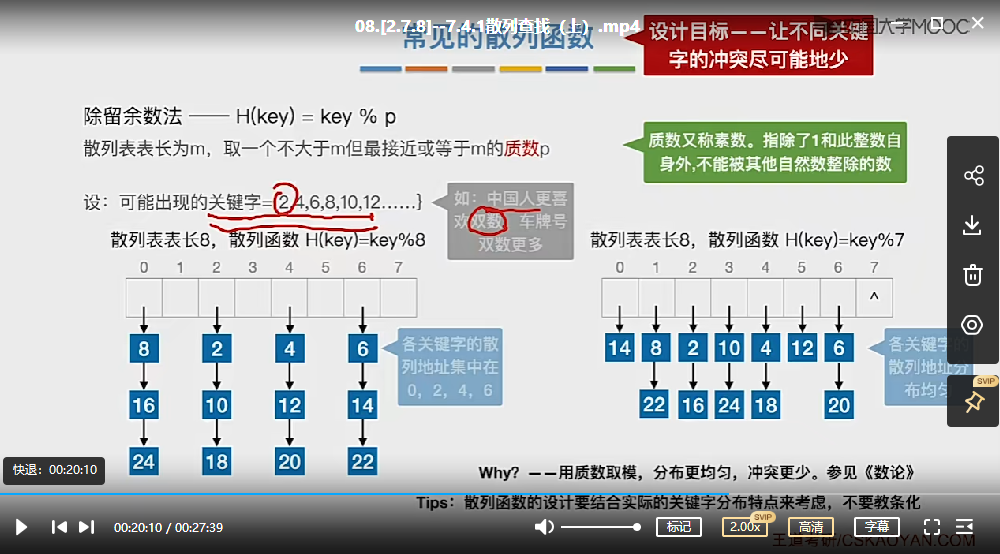 08.[2.7.8]--7.4.1散列查找（上）.mp4
国大学MOOC
常见的散列函数
设计目标——让不同关键
字的冲突尽可能地少
除留余数法 —— H(key) = key % p
散列表表长为m，取一个不大于m但最接近或等于m的质数p
质数又称素数。指除了1和此整数自
身外,不能被其他自然数整除的数
设：可能出现的关键字= 2,4,6,8,10,12……}
如：中国人更喜
欢双数，车牌号
双数更多
散列表表长8，散列函数 H(key)=key%8
0 1 2 3 4 5 6 7
8 2 4 6
16 10 12 14
24 18 20 22
各关键字的散
列地址集中在
0，2，4，6
散列表表长8，散列函数 H(key)=key%7
0 1 2 3 4 5 6 7
^
14 8 2 10 4 12 6
22 16 24 18 20
各关键字的
散列地址分
布均匀
SVIP
快退：00:20:10
Why？——用质数取模，分布更均匀，冲突更少。参见《数论》
Tips：散列函数的设计要结合实际的关键字分布特点来考虑，不要教条化
00:20:10 / 00:27:39
标记
2.00x
SVIP
高清
字幕
王道考研/CSKAOYAN.COM